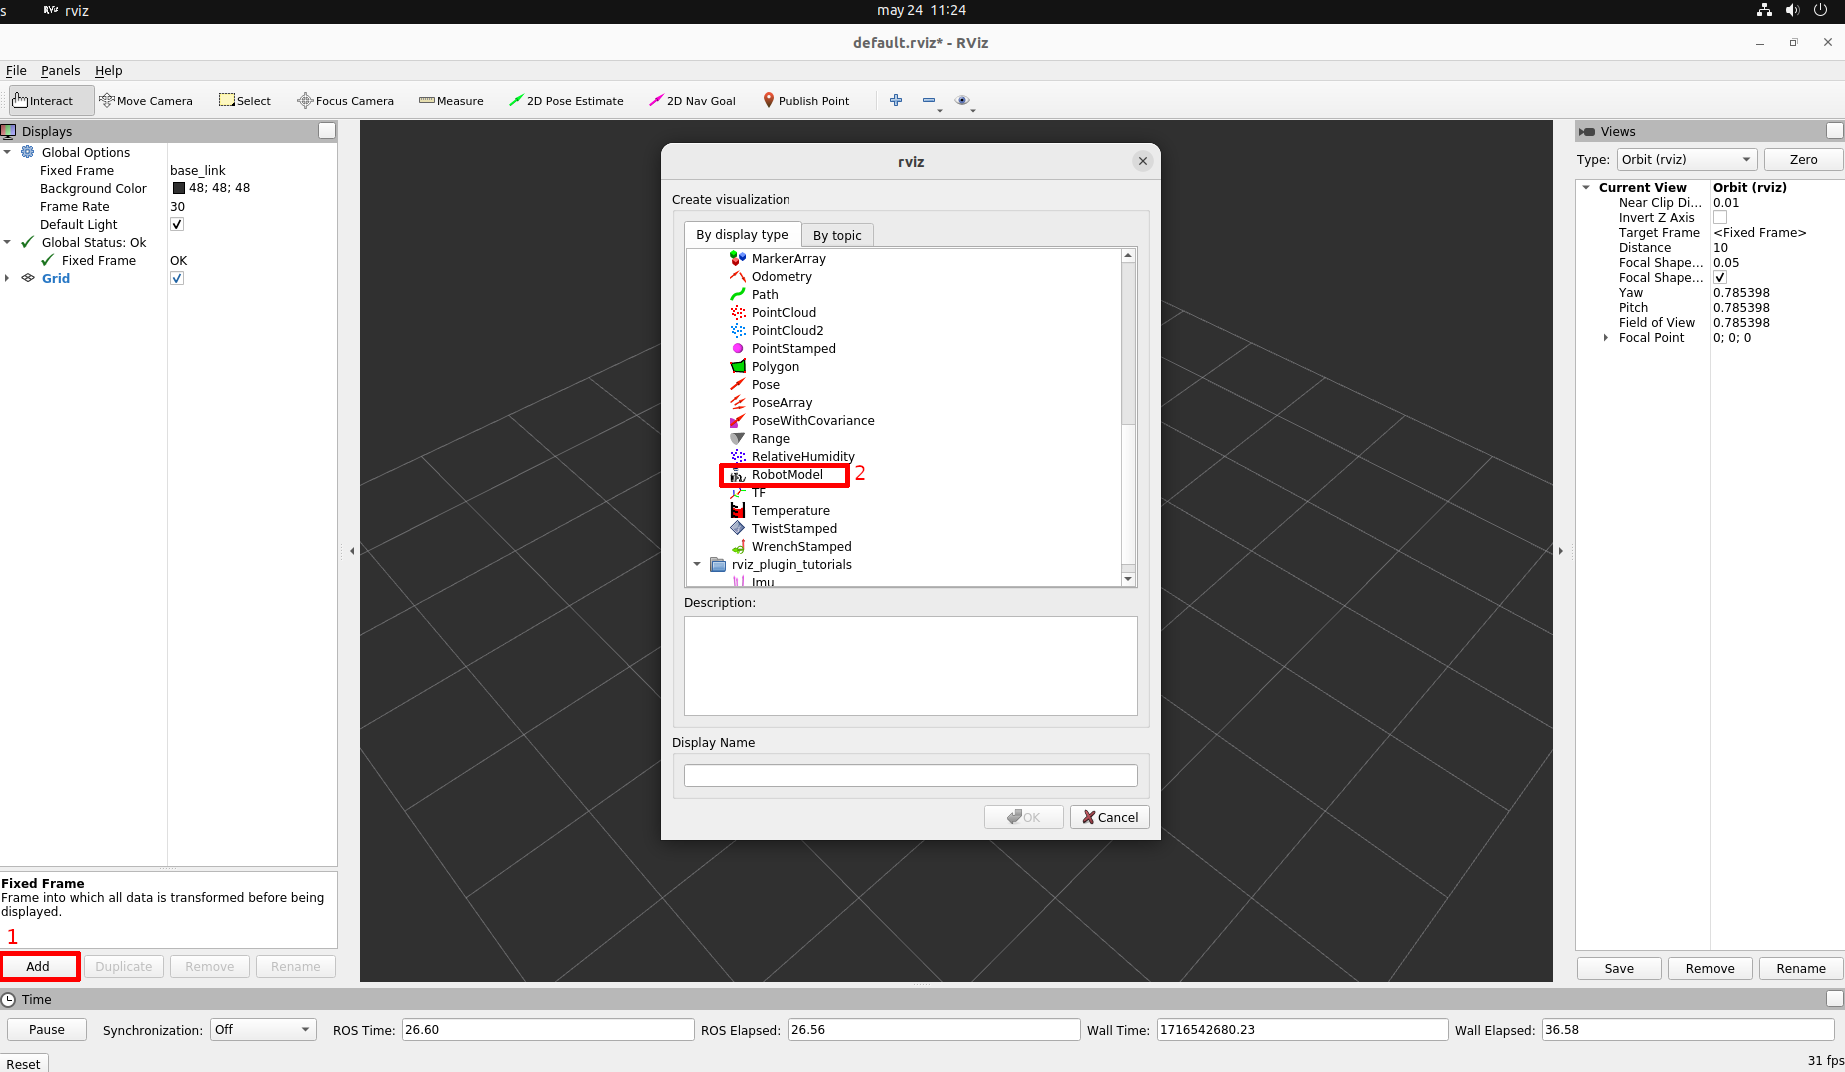 s rviz may 24 11:24
default.rviz* - RViz
File Panels Help
Interact Move Camera Select Focus Camera Measure 2D Pose Estimate 2D Nav Goal Publish Point
Displays
Global Options
Fixed Frame base_link
Background Color 48; 48; 48
Frame Rate 30
Default Light
Global Status: Ok
Fixed Frame OK
Grid
Fixed Frame
Frame into which all data is transformed before being
displayed.
1
Add Duplicate Remove Rename
rviz
Create visualization
By display type By topic
MarkerArray
Odometry
Path
PointCloud
PointCloud2
PointStamped
Polygon
Pose
PoseArray
PoseWithCovariance
Range
RelativeHumidity
RobotModel 2
TF
Temperature
TwistStamped
WrenchStamped
rviz_plugin_tutorials
Imu
Description:
Display Name
OK Cancel
Views
Type: Orbit (rviz) Zero
Current View Orbit (rviz)
Near Clip Di... 0.01
Invert Z Axis
Target Frame <Fixed Frame>
Distance 10
Focal Shape... 0.05
Focal Shape...
Yaw 0.785398
Pitch 0.785398
Field of View 0.785398
Focal Point 0; 0; 0
Save Remove Rename
Time
Pause Synchronization: Off ROS Time: 26.60 ROS Elapsed: 26.56 Wall Time: 1716542680.23 Wall Elapsed: 36.58
Reset 31 fps